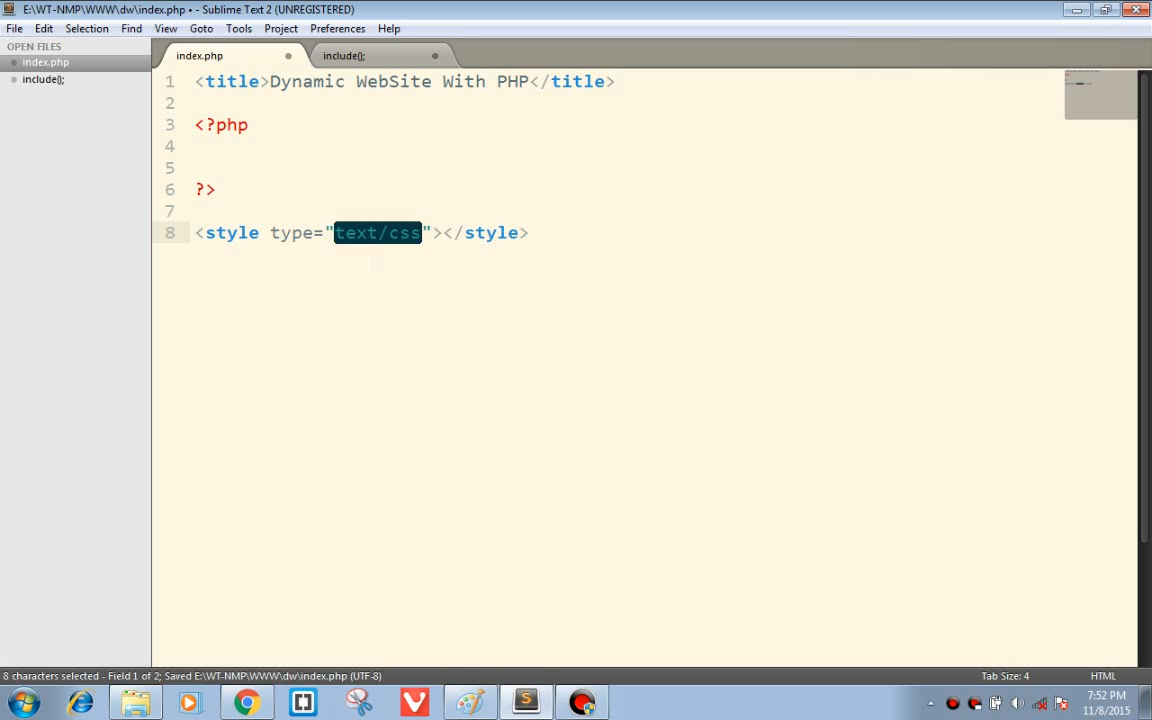 E:\WT-NMP\WWW\dw\index.php • - Sublime Text 2 (UNREGISTERED)
File Edit Selection Find View Goto Tools Project Preferences Help
OPEN FILES
index.php
include();
index.php include();
1 <title>Dynamic WebSite With PHP</title>
2
3 <?php
4
5
6 ?>
7
8 <style type="text/css"></style>
8 characters selected - Field 1 of 2; Saved E:\WT-NMP\WWW\dw\index.php (UTF-8) Tab Size: 4 HTML
7:52 PM
11/8/2015